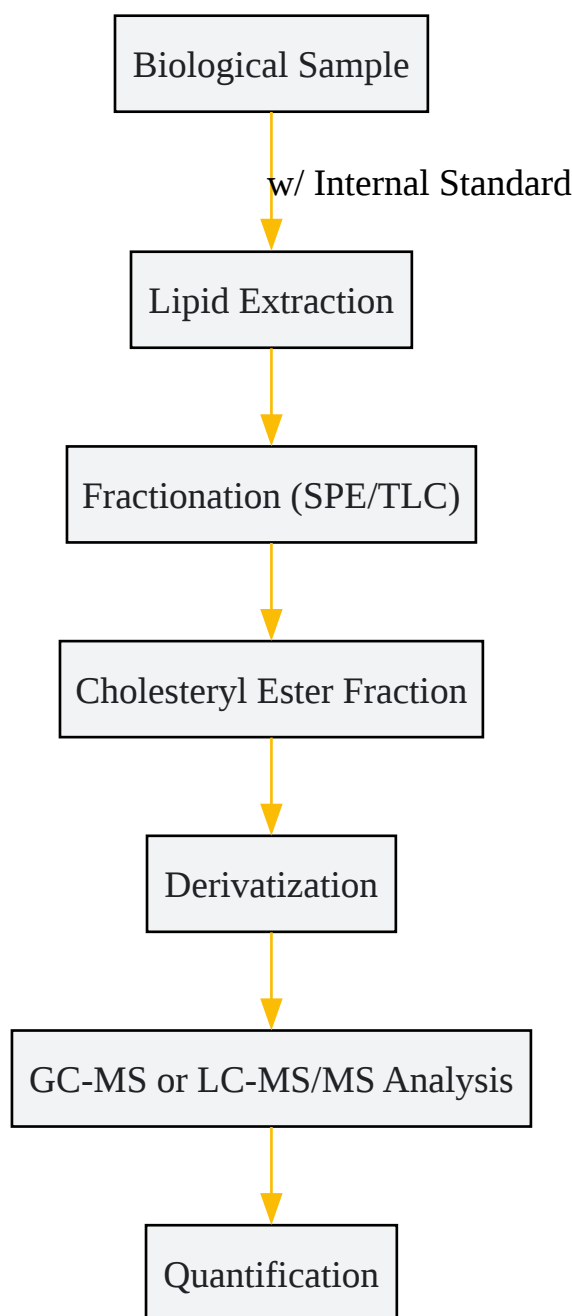 Biological Sample
w/ Internal Standard
Lipid Extraction
Fractionation (SPE/TLC)
Cholesteryl Ester Fraction
Derivatization
GC-MS or LC-MS/MS Analysis
Quantification